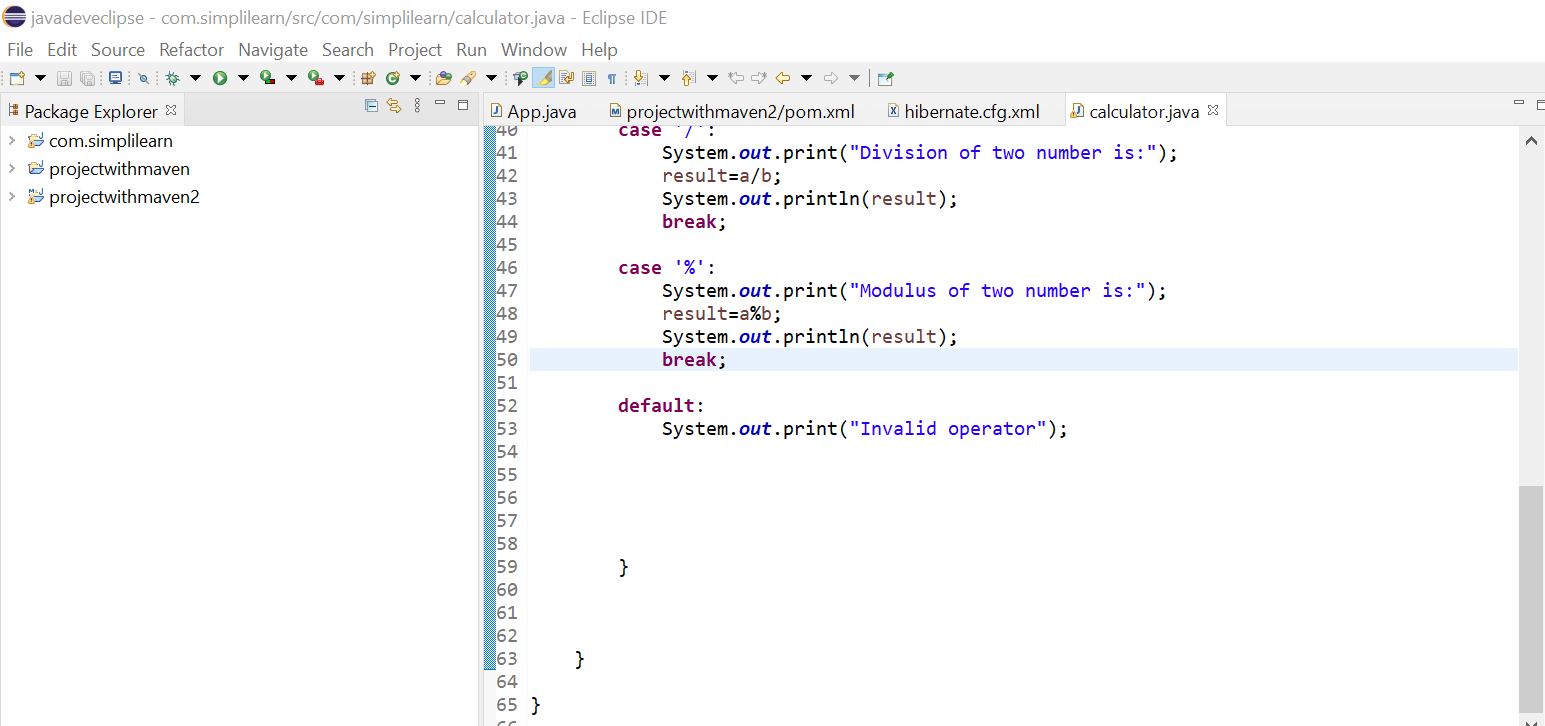 javadeveclipse - com.simplilearn/src/com/simplilearn/calculator.java - Eclipse IDE
File Edit Source Refactor Navigate Search Project Run Window Help
Package Explorer
App.java projectwithmaven2/pom.xml hibernate.cfg.xml calculator.java
com.simplilearn
projectwithmaven
projectwithmaven2
40 case '/':
41 System.out.print("Division of two number is:");
42 result=a/b;
43 System.out.println(result);
44 break;
45
46 case '%':
47 System.out.print("Modulus of two number is:");
48 result=a%b;
49 System.out.println(result);
50 break;
51
52 default:
53 System.out.print("Invalid operator");
54
55
56
57
58
59 }
60
61
62
63 }
64
65 }
66